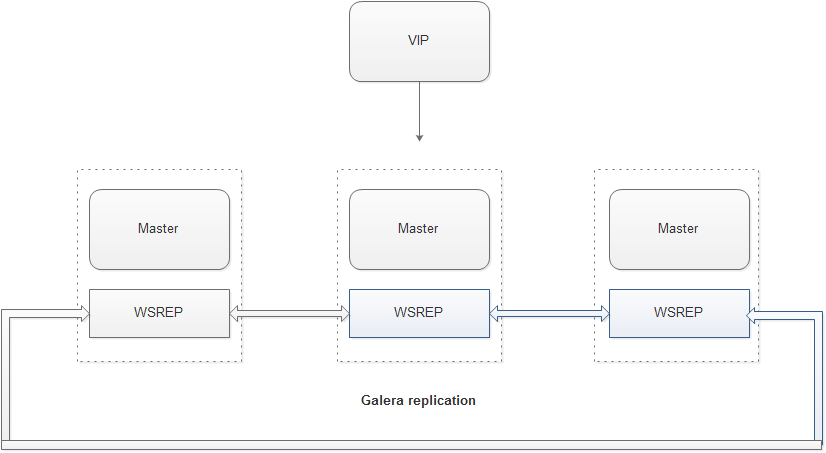 VIP
Master
Master
Master
WSREP
WSREP
WSREP
Galera replication